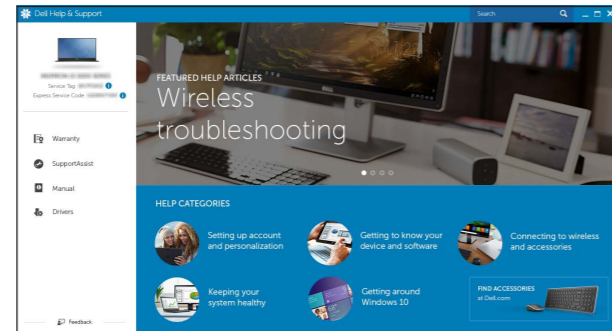 Dell Help & Support
Search
Service Tag:
Express Service Code:
Warranty
SupportAssist
Manual
Drivers
Feedback
FEATURED HELP ARTICLES
Wireless
troubleshooting
HELP CATEGORIES
Setting up account
and personalization
Getting to know your
device and software
Connecting to wireless
and accessories
Keeping your
system healthy
Getting around
Windows 10
FIND ACCESSORIES
at Dell.com